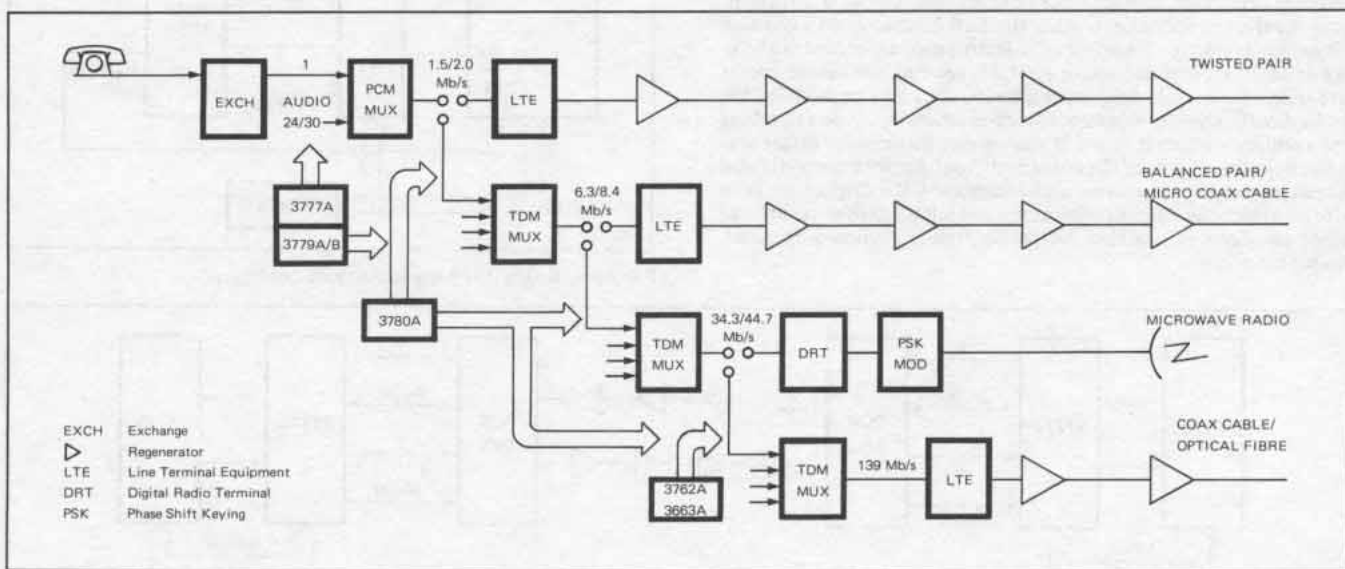 TWISTED PAIR
1
1.5/2.0
Mb/s
EXCH
AUDIO
24/30
PCM
MUX
LTE
BALANCED PAIR/
MICRO COAX CABLE
3777A
3779A/B
6.3/8.4
Mb/s
TDM
MUX
LTE
3780A
MICROWAVE RADIO
34.3/44.7
Mb/s
TDM
MUX
DRT
PSK
MOD
COAX CABLE/
OPTICAL FIBRE
3762A
3663A
TDM
MUX
139 Mb/s
LTE
EXCH Exchange
Regenerator
LTE Line Terminal Equipment
DRT Digital Radio Terminal
PSK Phase Shift Keying